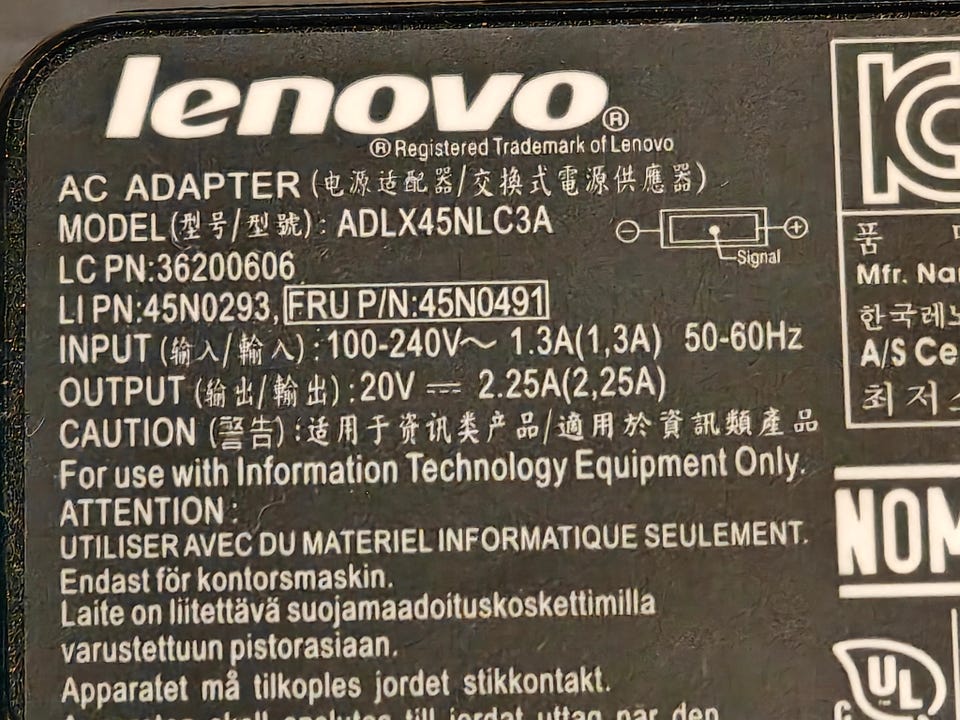 lenovo®
® Registered Trademark of Lenovo
AC ADAPTER (电源适配器/交換式電源供應器)
MODEL(型号/型號): ADLX45NLC3A
Signal
LC PN:36200606
LI PN:45N0293, FRU P/N:45N0491
INPUT (输入/輸入):100-240V～ 1.3A(1,3A) 50-60Hz
OUTPUT (输出/輸出):20V ⎓ 2.25A(2,25A)
CAUTION (警告):适用于资讯类产品/適用於資訊類產品
For use with Information Technology Equipment Only.
ATTENTION:
UTILISER AVEC DU MATERIEL INFORMATIQUE SEULEMENT.
Endast för kontorsmaskin.
Laite on liitettävä suojamaadoituskoskettimilla
varustettuun pistorasiaan.
Apparatet må tilkoples jordet stikkontakt.
품
Mfr. Na
한국레노
A/S Ce
최저
NOM
UL